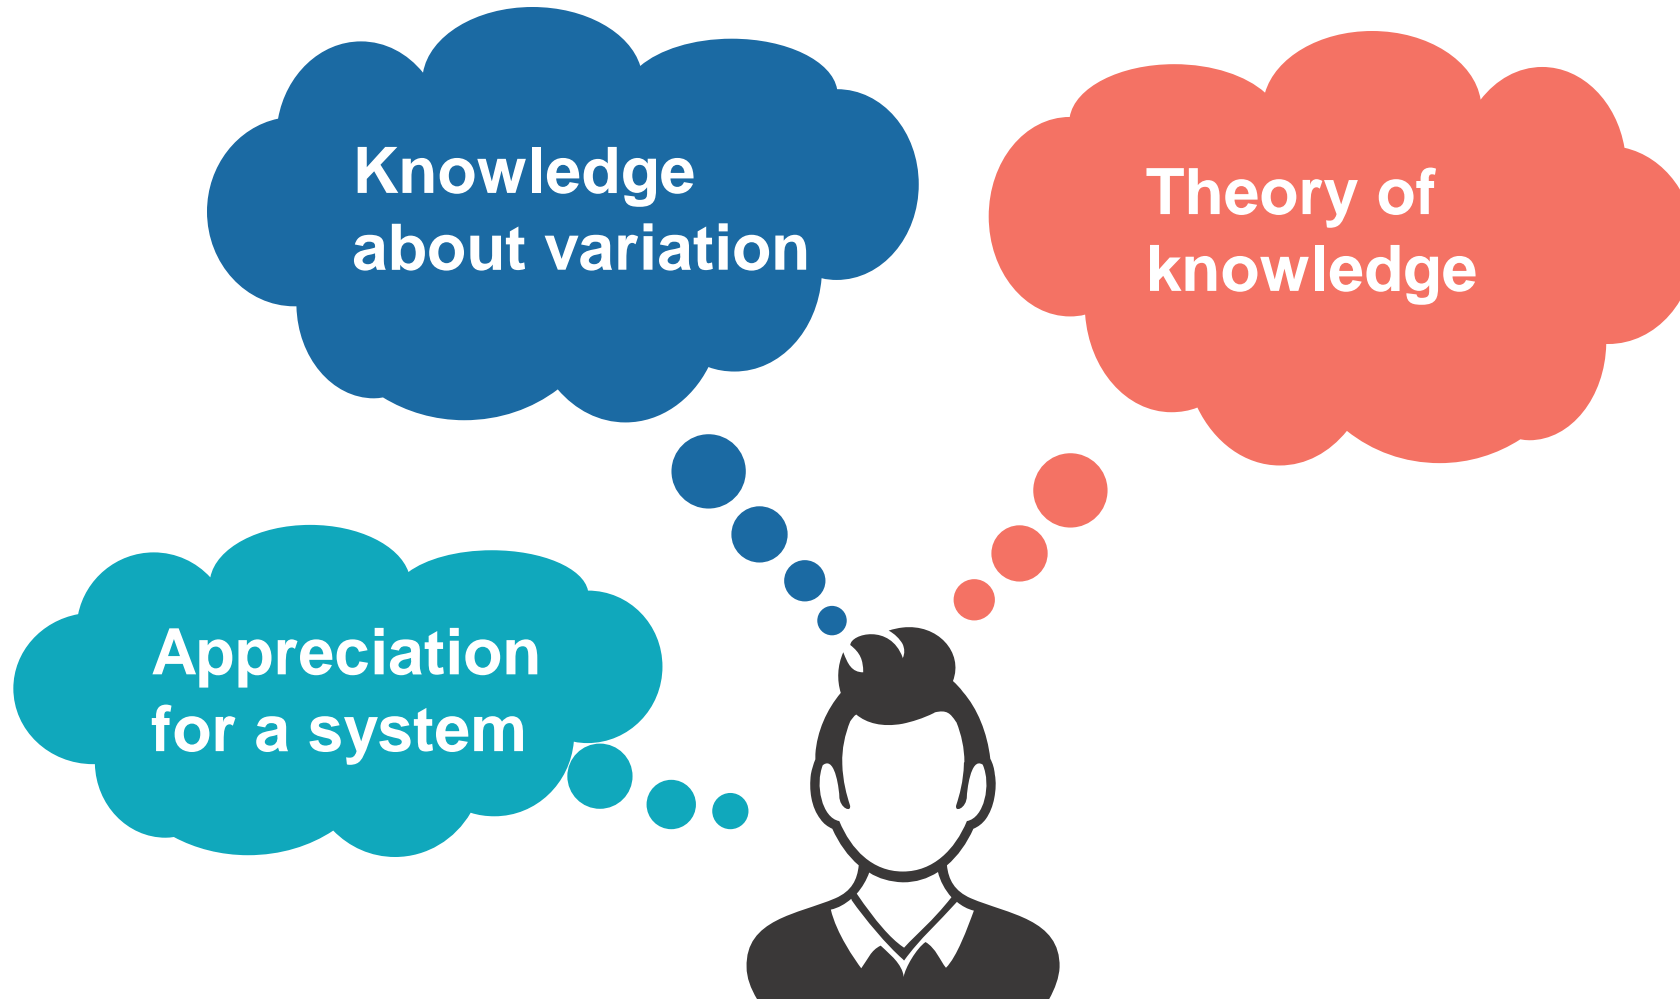 Knowledge
about variation
Theory of
knowledge
Appreciation
for a system